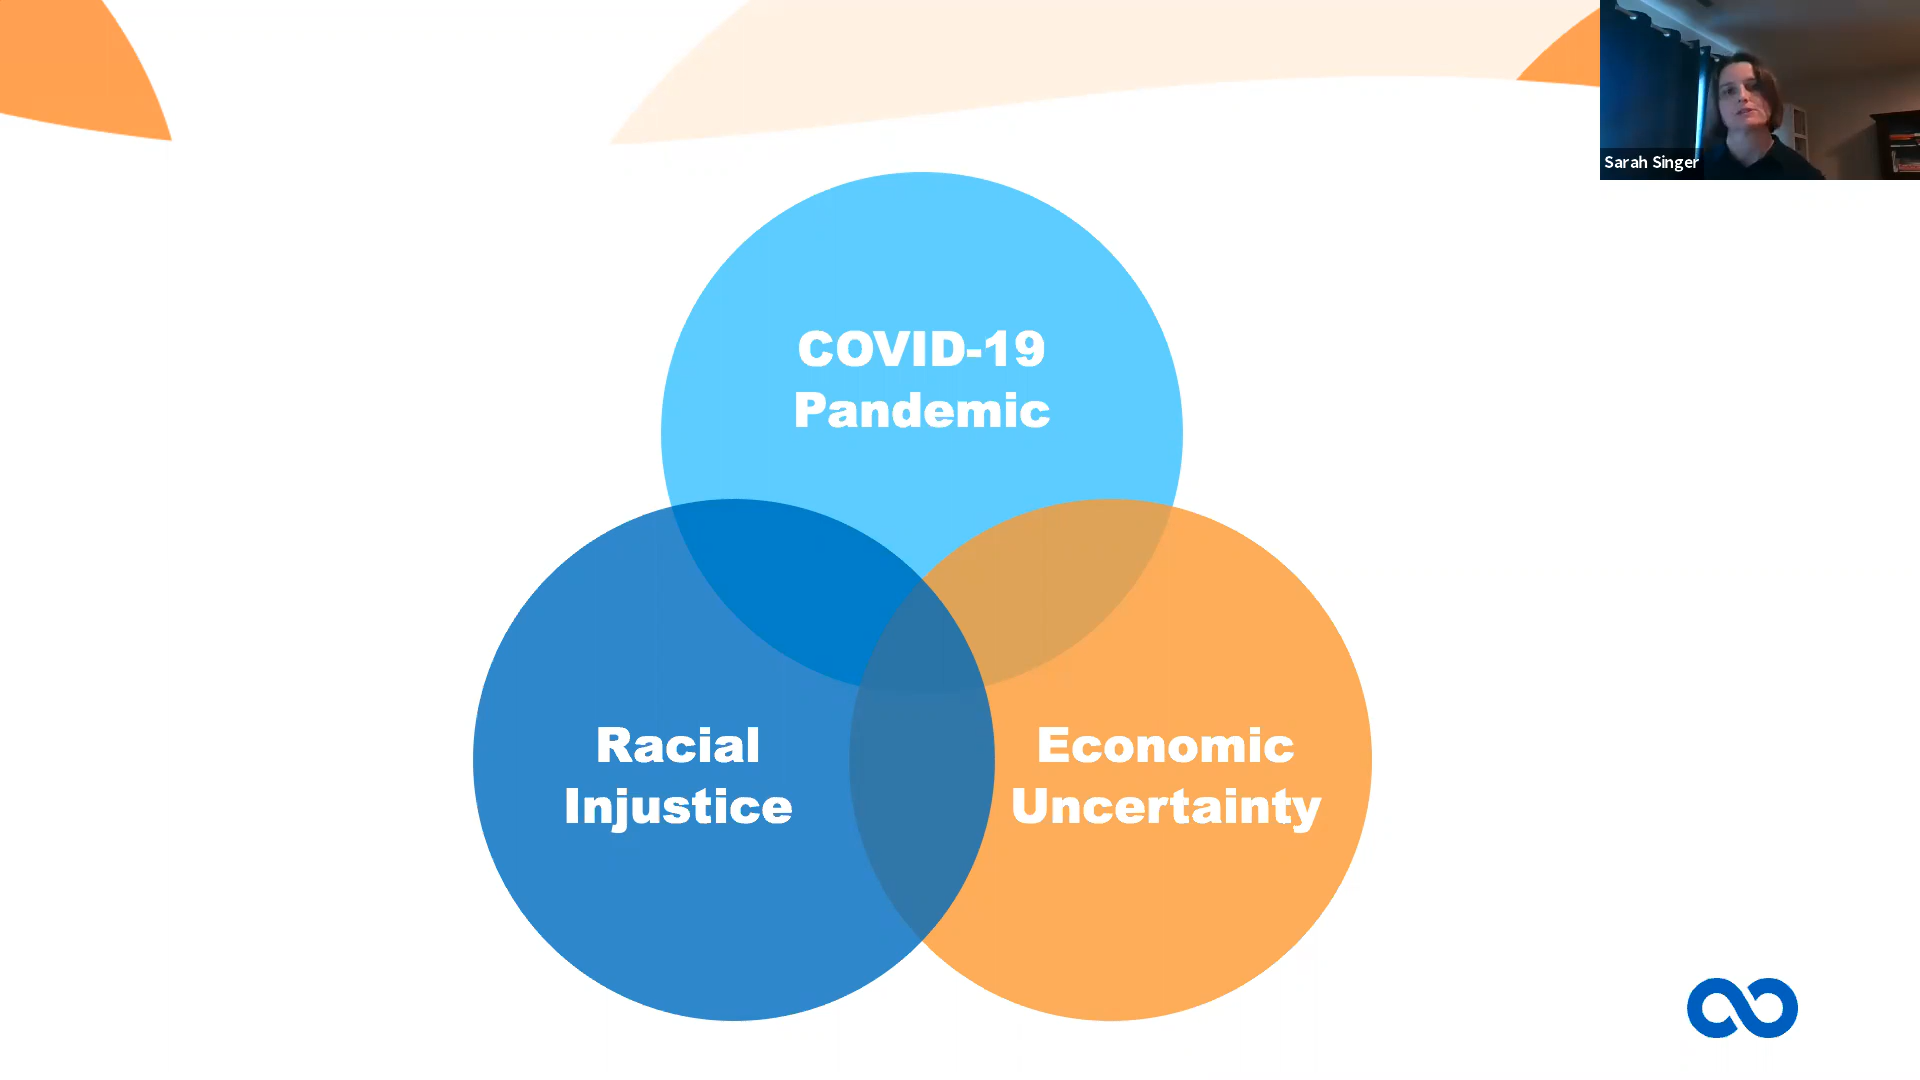 Sarah Singer
COVID-19
Pandemic
Racial
Injustice
Economic
Uncertainty